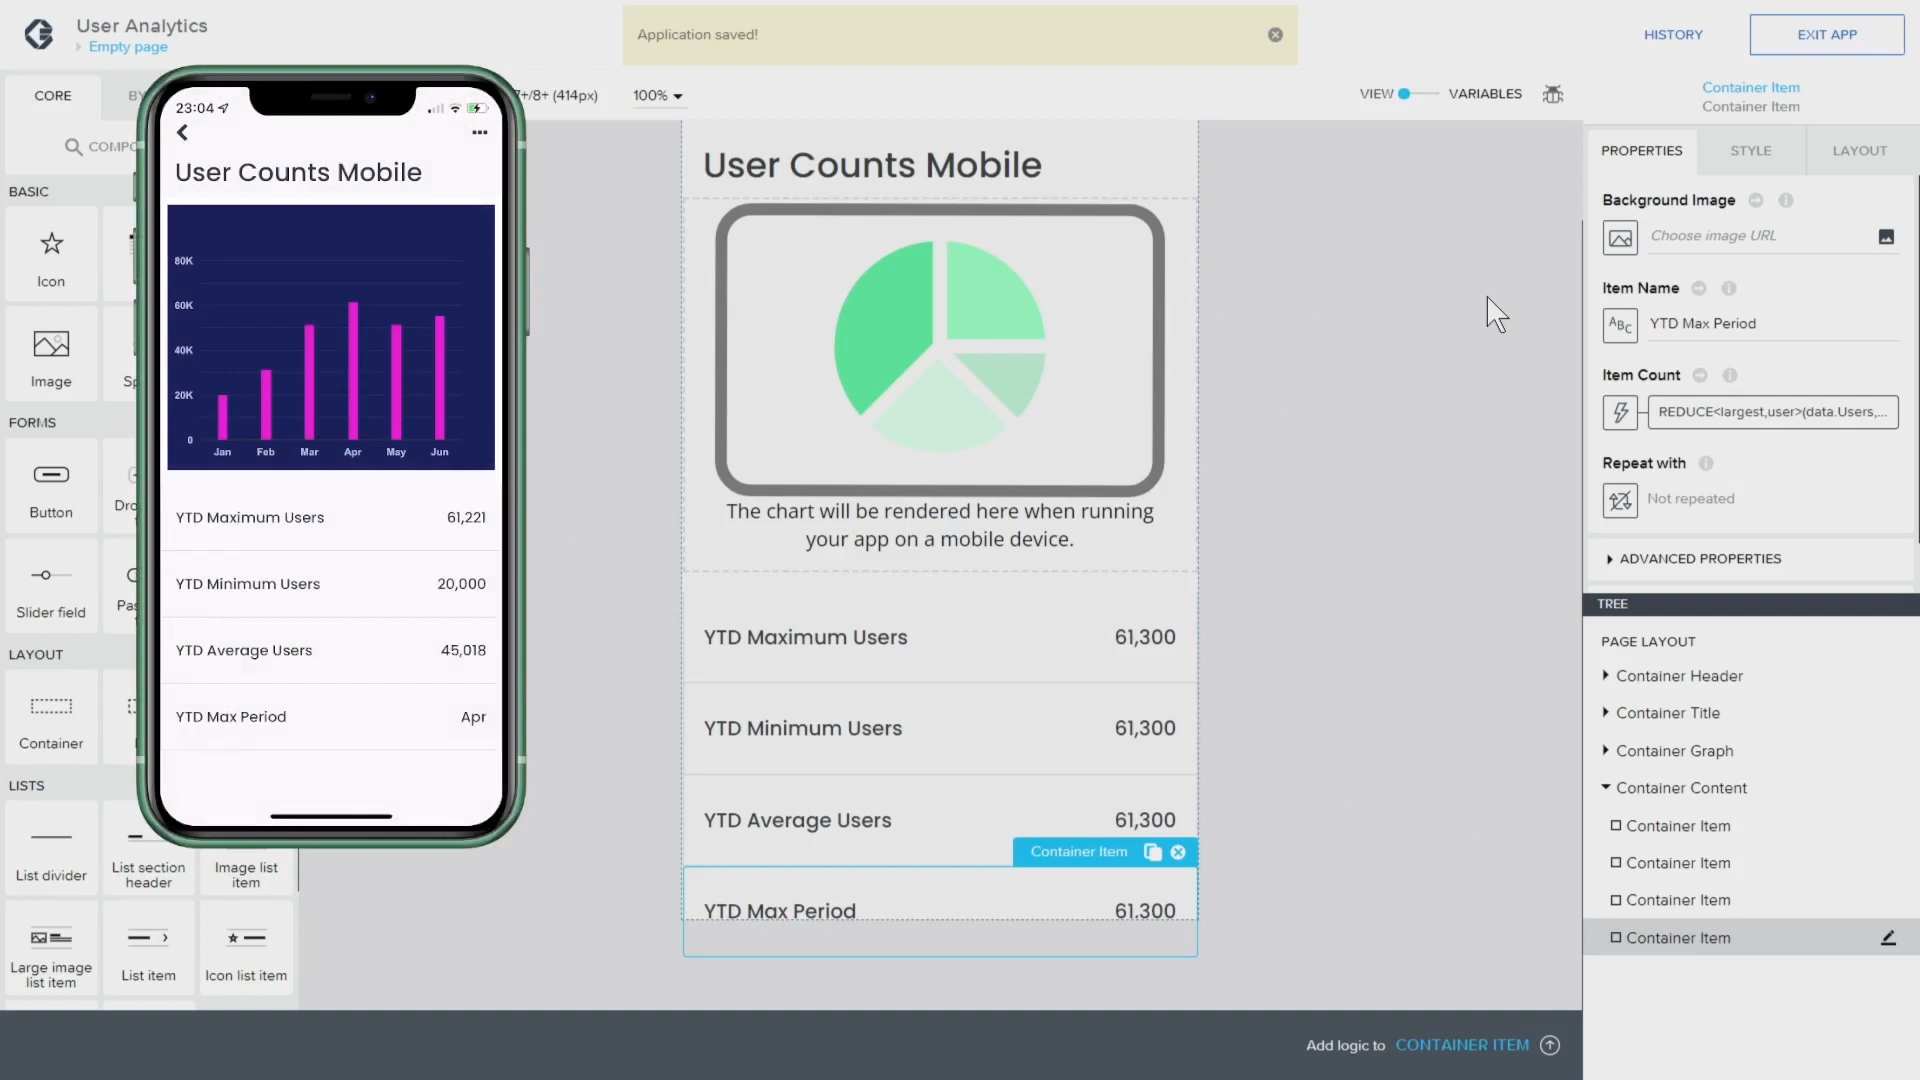 User Analytics
Empty page
Application saved!
HISTORY
EXIT APP
CORE
7+/8+ (414px)
100%
VIEW
VARIABLES
Container Item
Container Item
PROPERTIES
STYLE
LAYOUT
BASIC
Icon
Image
FORMS
Button
Slider field
LAYOUT
Container
LISTS
List divider
List section
header
Image list
item
Large image
list item
List item
Icon list item
23:04
User Counts Mobile
80K
60K
40K
20K
0
Jan
Feb
Mar
Apr
May
Jun
YTD Maximum Users
61,221
YTD Minimum Users
20,000
YTD Average Users
45,018
YTD Max Period
Apr
User Counts Mobile
The chart will be rendered here when running
your app on a mobile device.
YTD Maximum Users
61,300
YTD Minimum Users
61,300
YTD Average Users
61,300
Container Item
YTD Max Period
61,300
Background Image
Choose image URL
Item Name
ABC
YTD Max Period
Item Count
REDUCE<largest,user>(data.Users,...
Repeat with
Not repeated
ADVANCED PROPERTIES
TREE
PAGE LAYOUT
Container Header
Container Title
Container Graph
Container Content
Container Item
Container Item
Container Item
Container Item
Add logic to CONTAINER ITEM